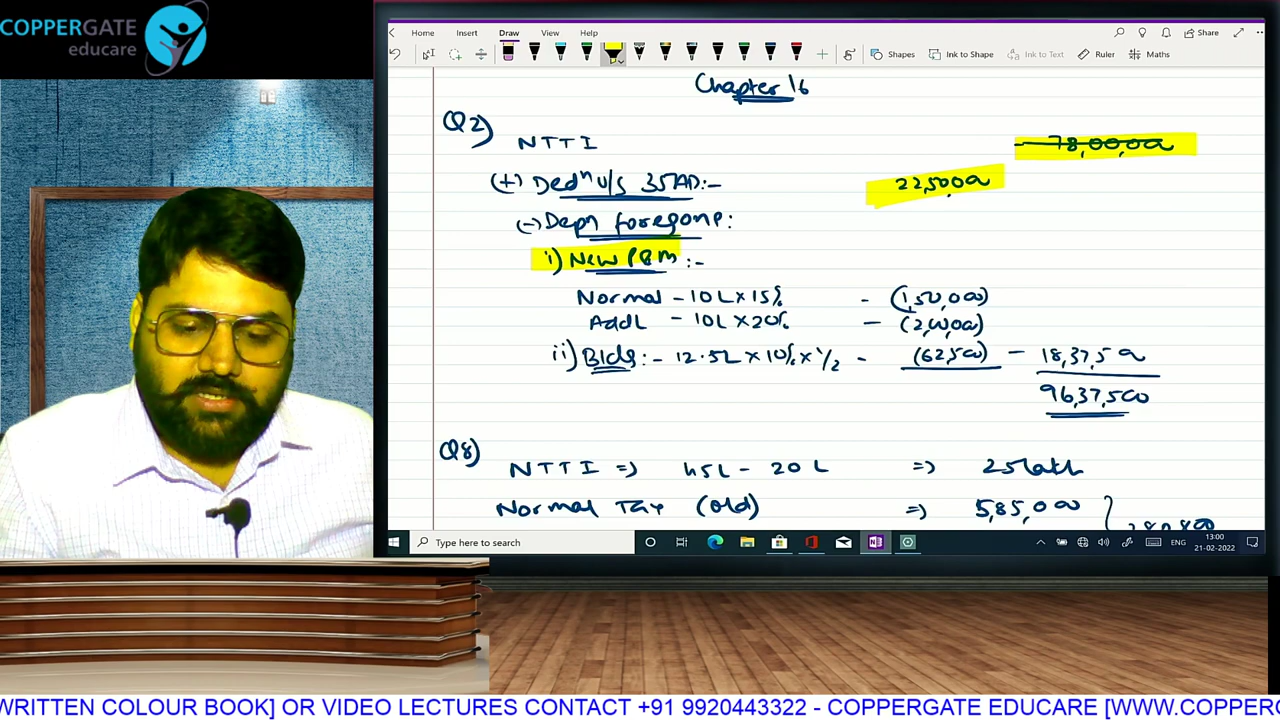 COPPERGATE
educare
Home Insert Draw View Help Share
Shapes Ink to Shape Ink to Text Ruler Maths
Chapter 16
Q2) NTTI 78,00,000
(+) Dedn u/s 35AD:- 22,50,000
(-) Depn foregone:
i) New P&M :-
Normal - 10L x 15% - (1,50,000)
Addl - 10L x 20% - (2,00,000)
ii) Bldg :- 12.5L x 10% x 1/2 - (62,500) - 18,37,500
96,37,500
Q8) NTTI => 45L - 20L => 25 lakh
Normal Tax (old) => 5,85,000
Type here to search
ENG
13:00
21-02-2022
WRITTEN COLOUR BOOK] OR VIDEO LECTURES CONTACT +91 9920443322 - COPPERGATE EDUCARE [WWW.COPPERG